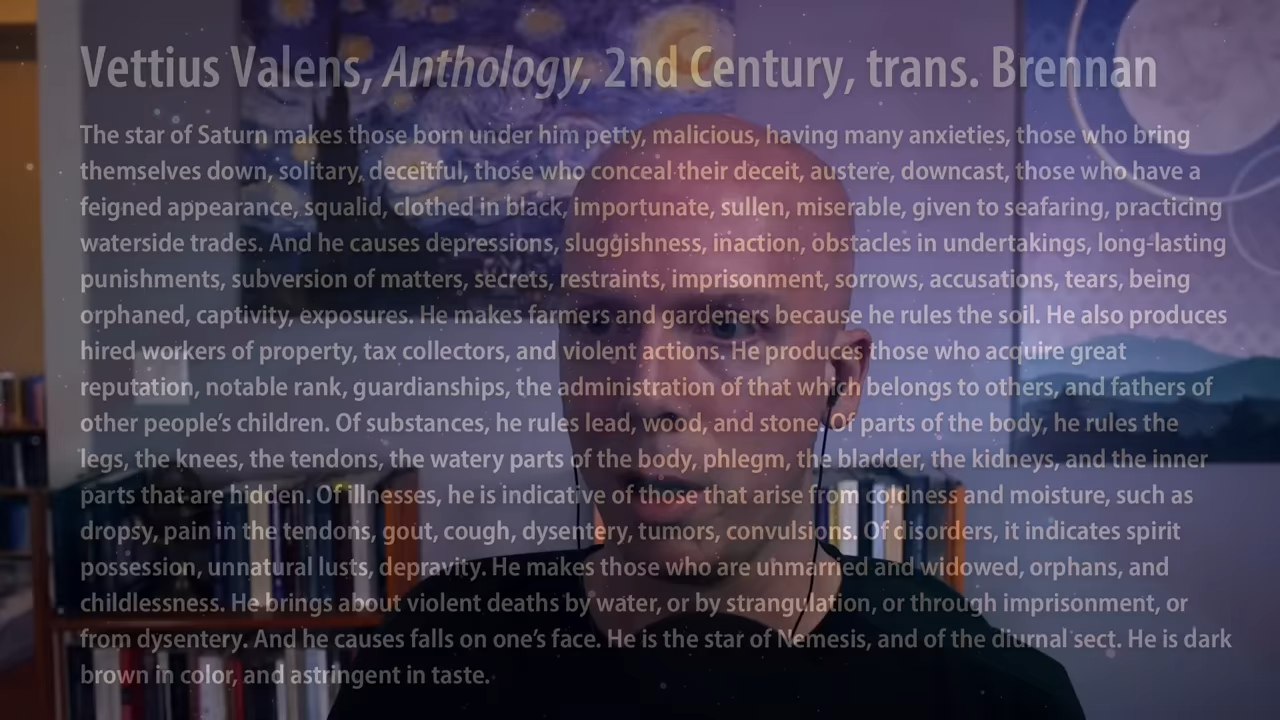 Vettius Valens, Anthology, 2nd Century, trans. Brennan
The star of Saturn makes those born under him petty, malicious, having many anxieties, those who bring
themselves down, solitary, deceitful, those who conceal their deceit, austere, downcast, those who have a
feigned appearance, squalid, clothed in black, importunate, sullen, miserable, given to seafaring, practicing
waterside trades. And he causes depressions, sluggishness, inaction, obstacles in undertakings, long-lasting
punishments, subversion of matters, secrets, restraints, imprisonment, sorrows, accusations, tears, being
orphaned, captivity, exposures. He makes farmers and gardeners because he rules the soil. He also produces
hired workers of property, tax collectors, and violent actions. He produces those who acquire great
reputation, notable rank, guardianships, the administration of that which belongs to others, and fathers of
other people’s children. Of substances, he rules lead, wood, and stone. Of parts of the body, he rules the
legs, the knees, the tendons, the watery parts of the body, phlegm, the bladder, the kidneys, and the inner
parts that are hidden. Of illnesses, he is indicative of those that arise from coldness and moisture, such as
dropsy, pain in the tendons, gout, cough, dysentery, tumors, convulsions. Of disorders, it indicates spirit
possession, unnatural lusts, depravity. He makes those who are unmarried and widowed, orphans, and
childlessness. He brings about violent deaths by water, or by strangulation, or through imprisonment, or
from dysentery. And he causes falls on one’s face. He is the star of Nemesis, and of the diurnal sect. He is dark
brown in color, and astringent in taste.